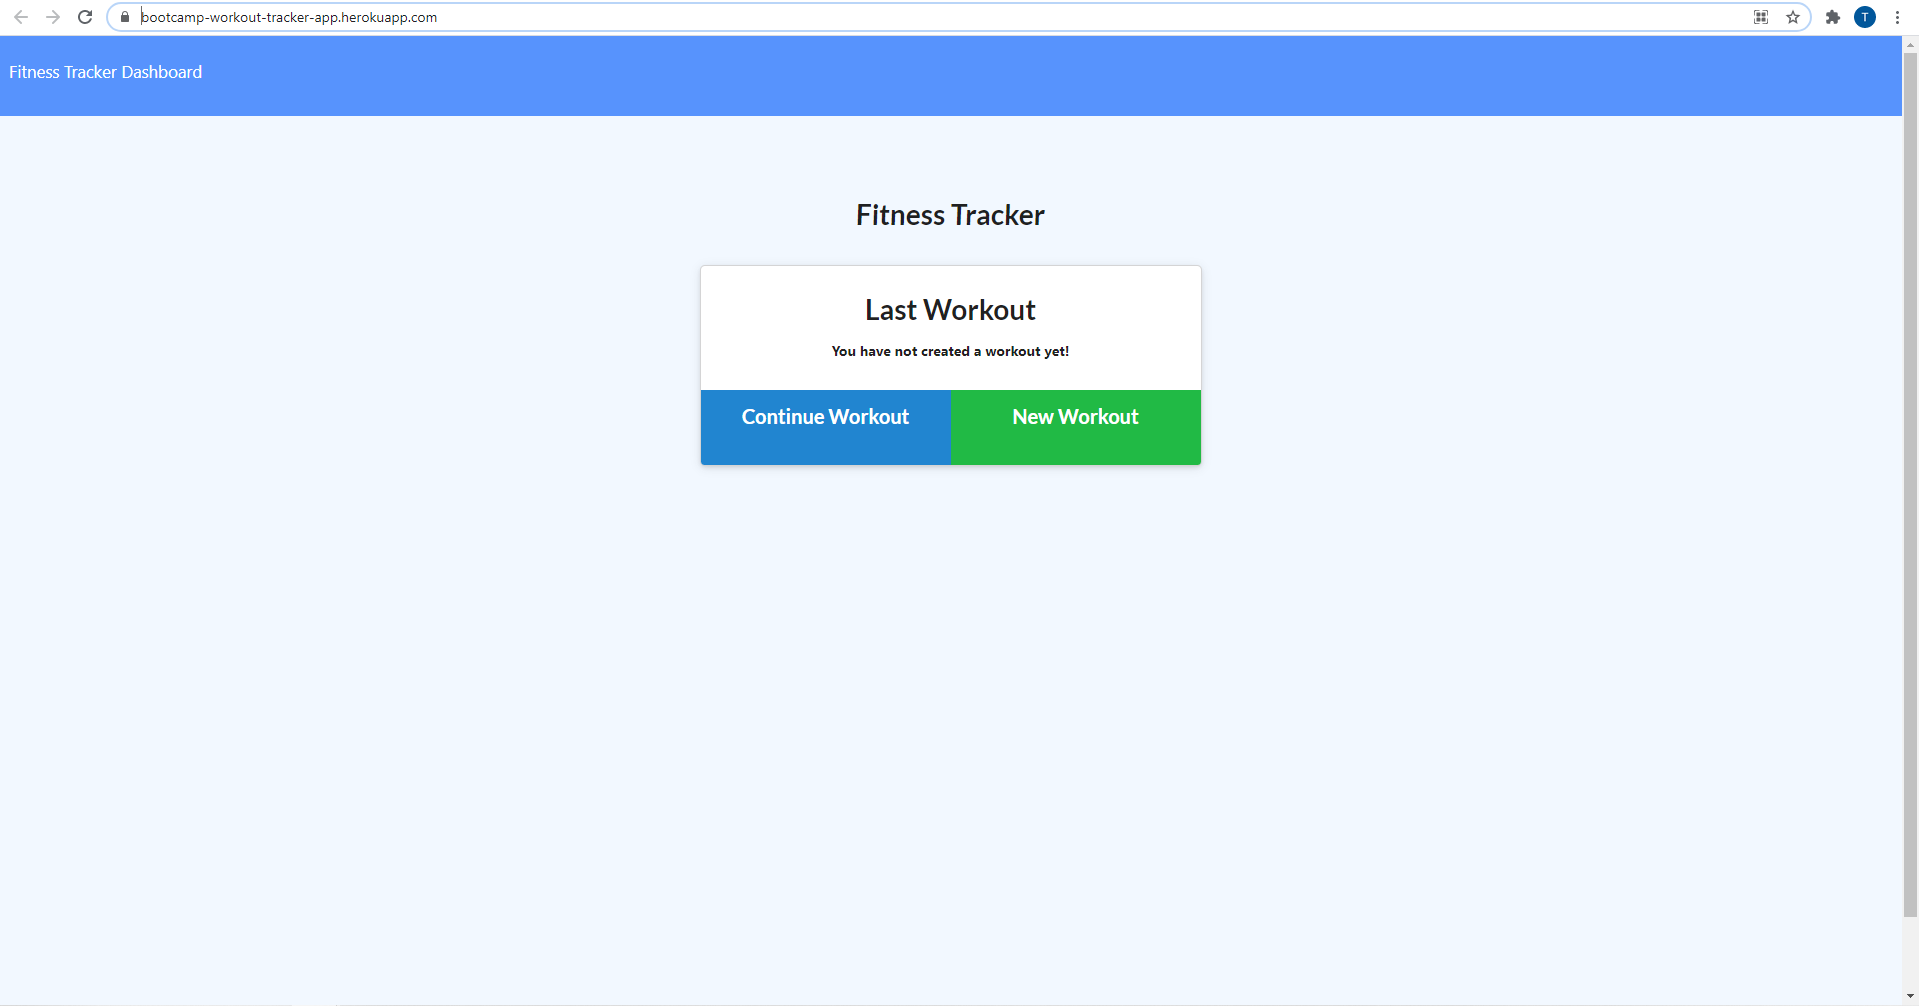 bootcamp-workout-tracker-app.herokuapp.com
T
Fitness Tracker Dashboard
Fitness Tracker
Last Workout
You have not created a workout yet!
Continue Workout New Workout